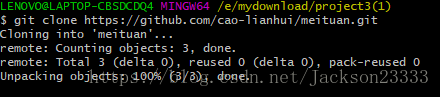 LENOVO@LAPTOP-CBSDCDQ4 MINGW64 /e/mydownload/project3(1)
$ git clone https://github.com/cao-lianhui/meituan.git
Cloning into 'meituan'...
remote: Counting objects: 3, done.
remote: Total 3 (delta 0), reused 0 (delta 0), pack-reused 0
Unpacking objects: 100% (3/3), done.
https://blog.csdn.net/Jackson23333